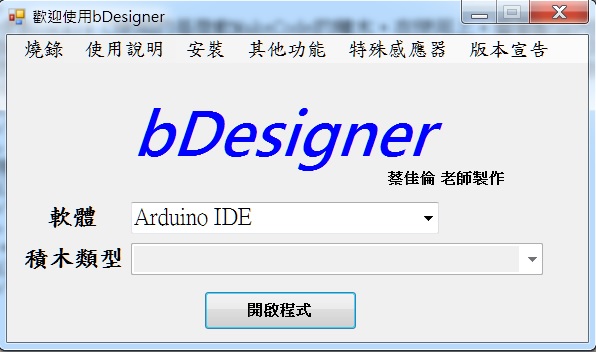 歡迎使用bDesigner
燒錄 使用說明 安裝 其他功能 特殊感應器 版本宣告
bDesigner
蔡佳倫 老師製作
軟體 Arduino IDE
積木類型
開啟程式